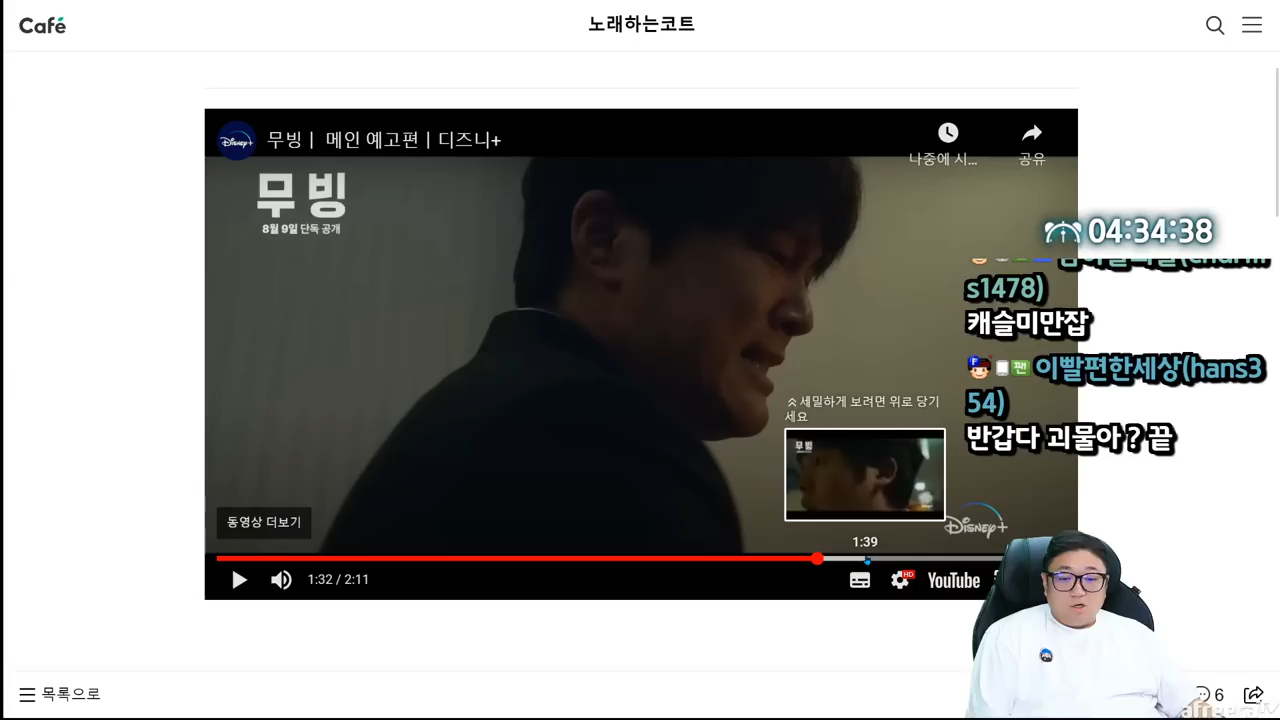 Café
노래하는코트
Disney+
무빙 | 메인 예고편 | 디즈니+
나중에 시...
공유
무빙
8월 9일 단독 공개
04:34:38
s1478)
캐슬미만잡
F 팬 이빨편한세상(hans3
54)
반갑다 괴물아? 끝
세밀하게 보려면 위로 당기
세요
무빙
동영상 더보기
Disney+
1:39
1:32 / 2:11
HD
YouTube
목록으로
6
afreecaTV